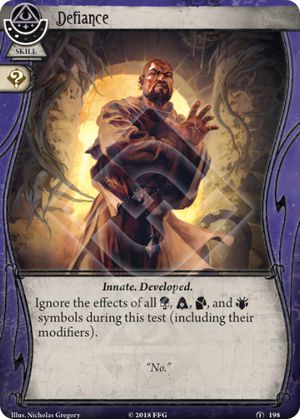 Defiance
SKILL
?
Innate. Developed.
Ignore the effects of all , , , and
symbols during this test (including their
modifiers).
"No."
Illus. Nicholas Gregory © 2018 FFG 198